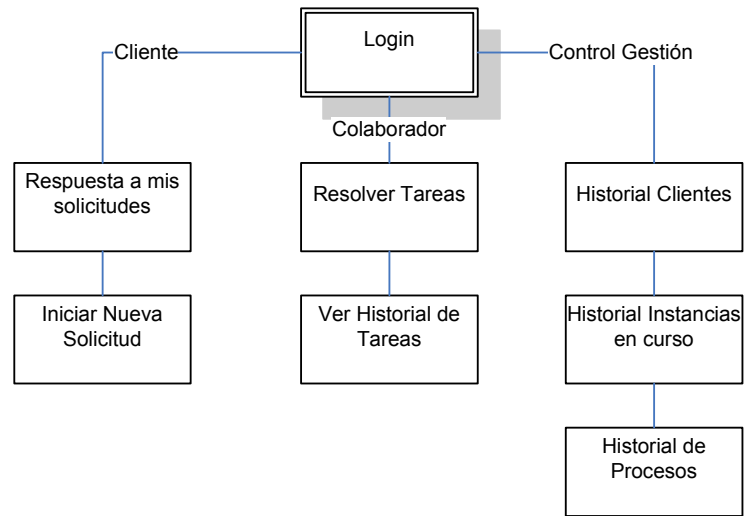 Login
Cliente
Control Gestión
Colaborador
Respuesta a mis
solicitudes
Resolver Tareas
Historial Clientes
Iniciar Nueva
Solicitud
Ver Historial de
Tareas
Historial Instancias
en curso
Historial de
Procesos